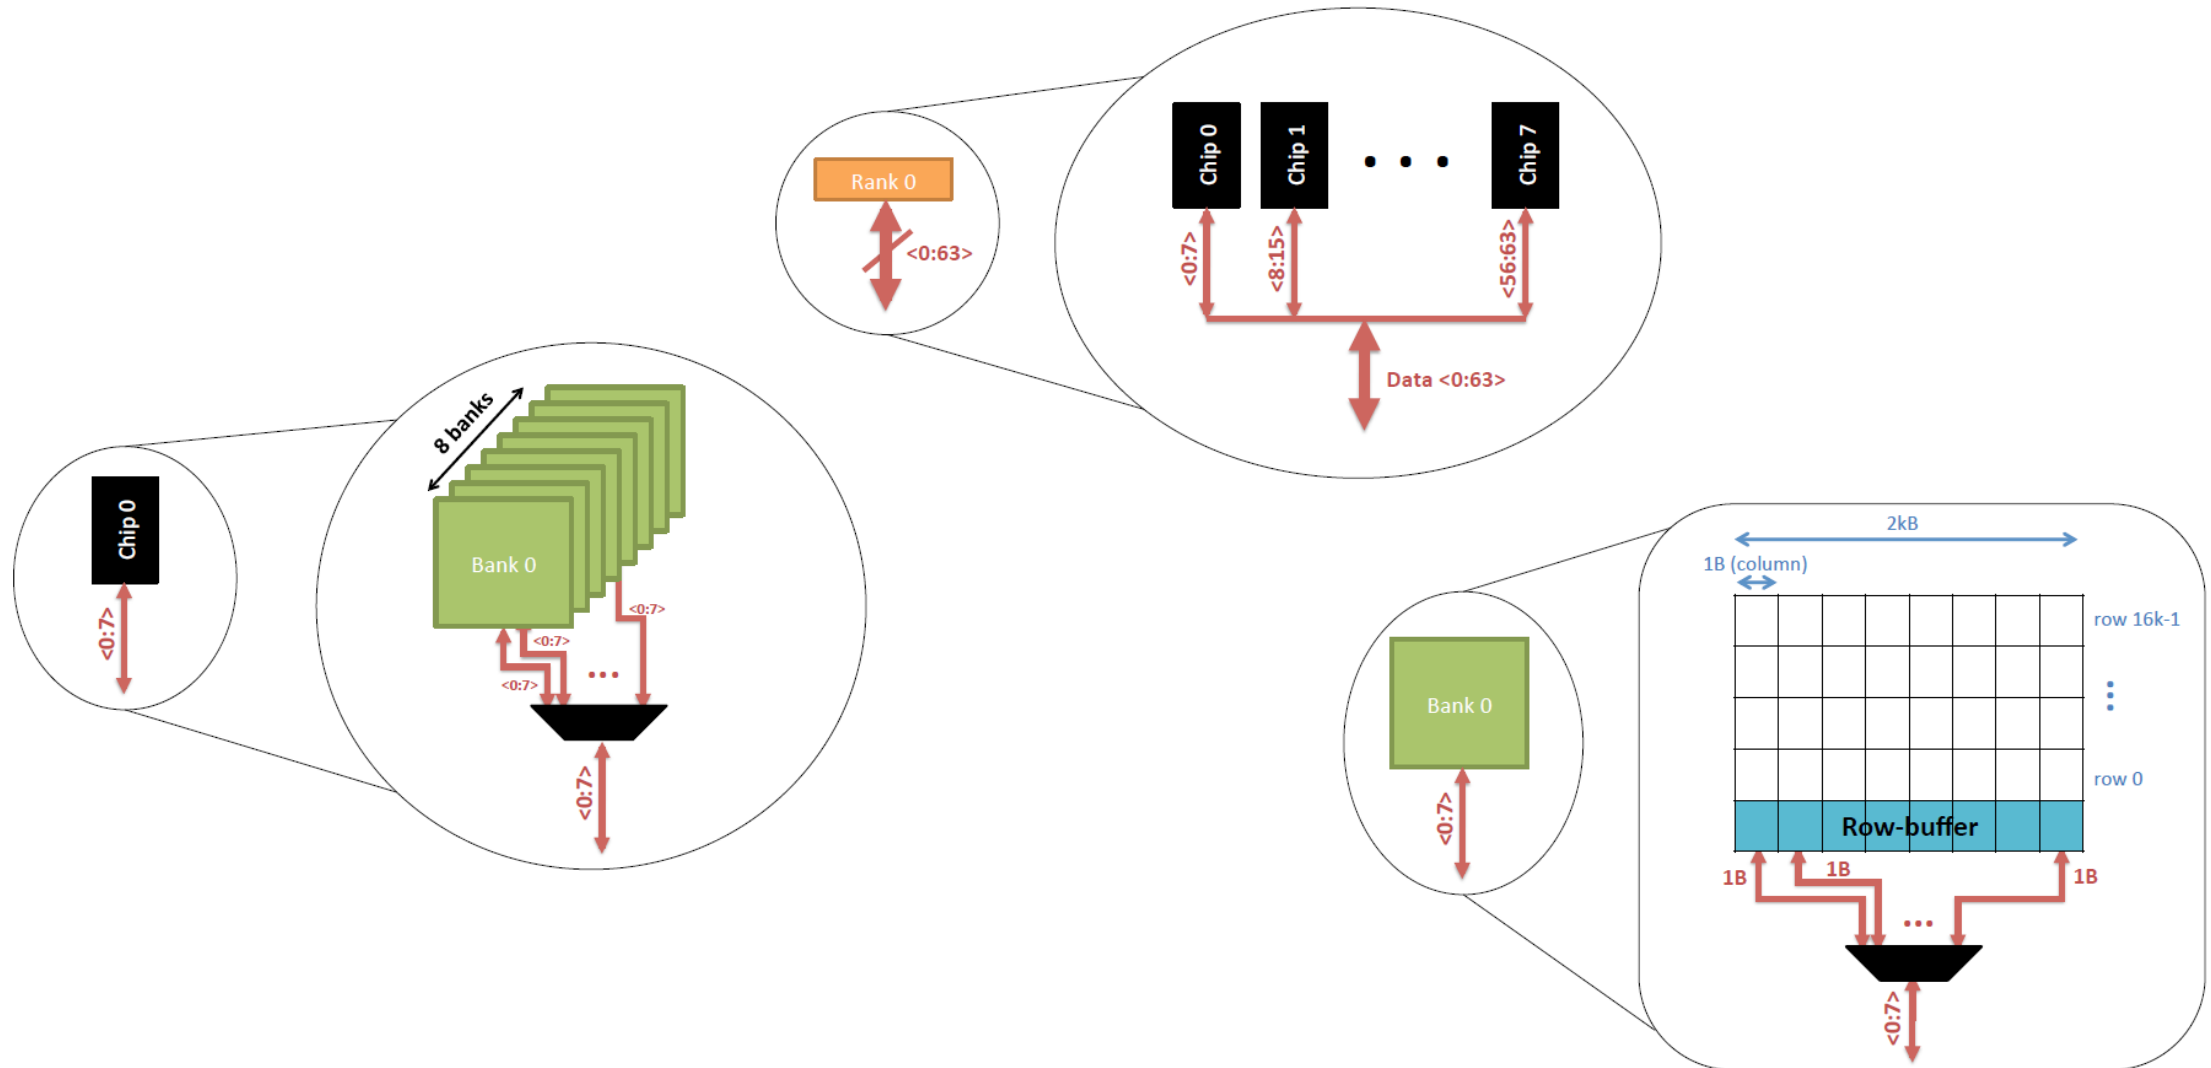 Rank 0
<0:63>
Chip 0
Chip 1
• • •
Chip 7
<0:7>
<8:15>
<56:63>
Data <0:63>
Chip 0
<0:7>
8 banks
Bank 0
<0:7>
<0:7>
...
<0:7>
<0:7>
Bank 0
<0:7>
2kB
1B (column)
row 16k-1
...
row 0
Row-buffer
1B
1B
1B
...
<0:7>